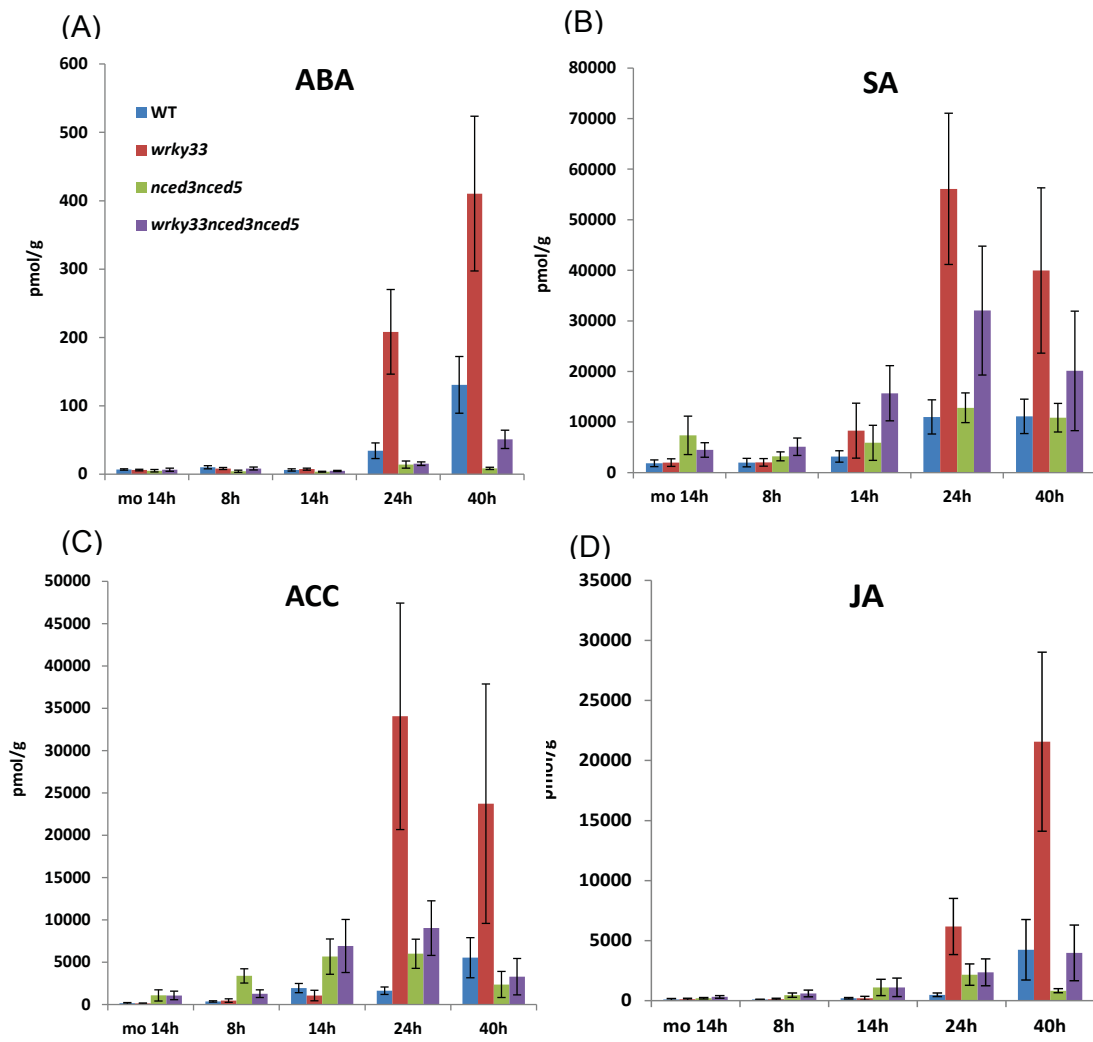 (A)
ABA
600
500
400
300
200
100
0
pmol/g
WT
wrky33
nced3nced5
wrky33nced3nced5
mo 14h 8h 14h 24h 40h
(B)
SA
80000
70000
60000
50000
40000
30000
20000
10000
0
pmol/g
mo 14h 8h 14h 24h 40h
(C)
ACC
50000
45000
40000
35000
30000
25000
20000
15000
10000
5000
0
pmol/g
mo 14h 8h 14h 24h 40h
(D)
JA
35000
30000
25000
20000
15000
10000
5000
0
pmol/g
mo 14h 8h 14h 24h 40h